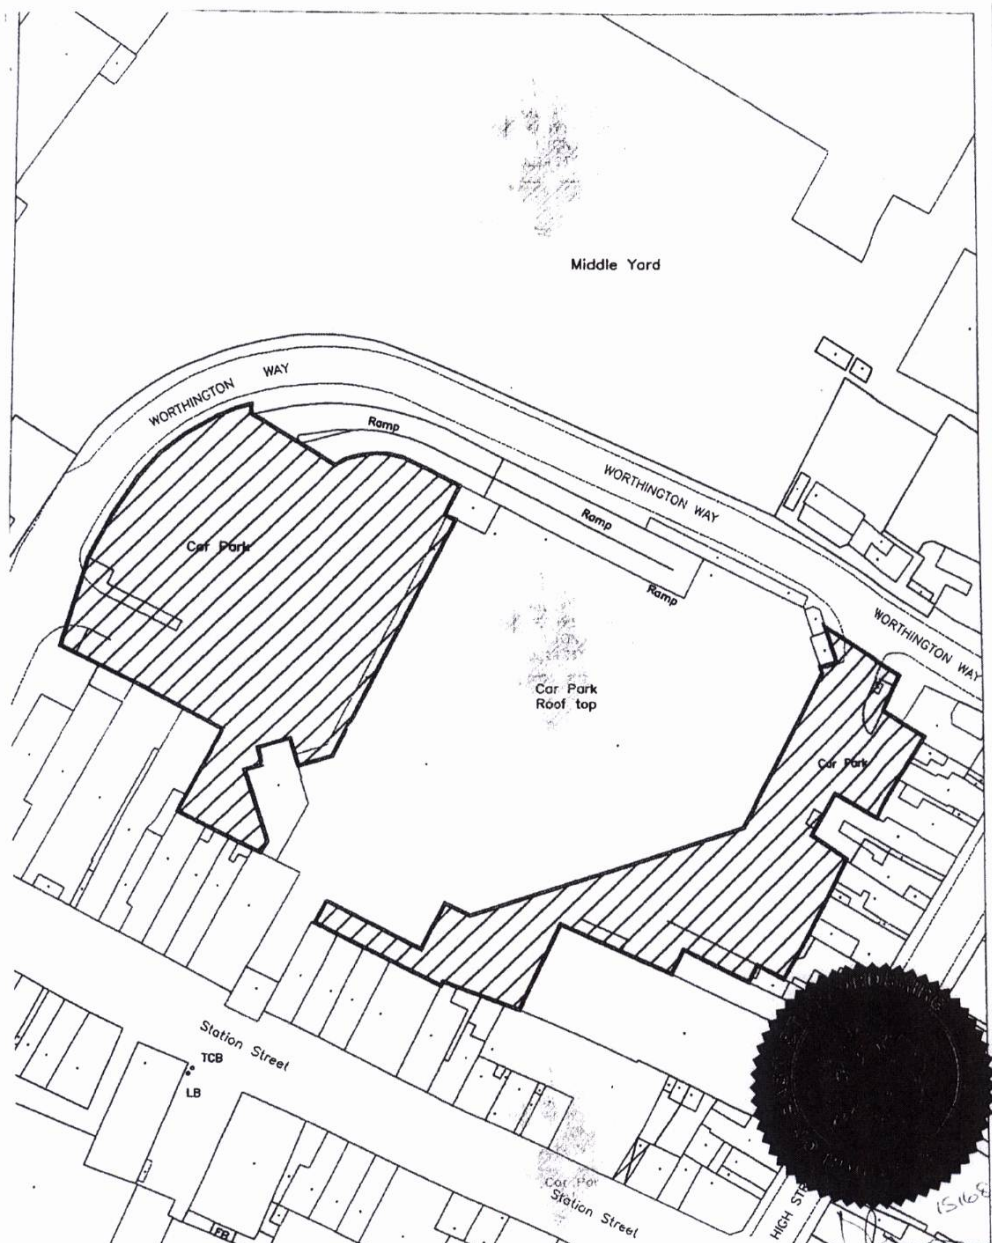 Middle Yard
WORTHINGTON WAY
Ramp
WORTHINGTON WAY
Ramp
Car Park
Ramp
WORTHINGTON WAY
Car Park
Roof top
Car Park
Station Street
TCB
LB
Station Street
HIGH
PB